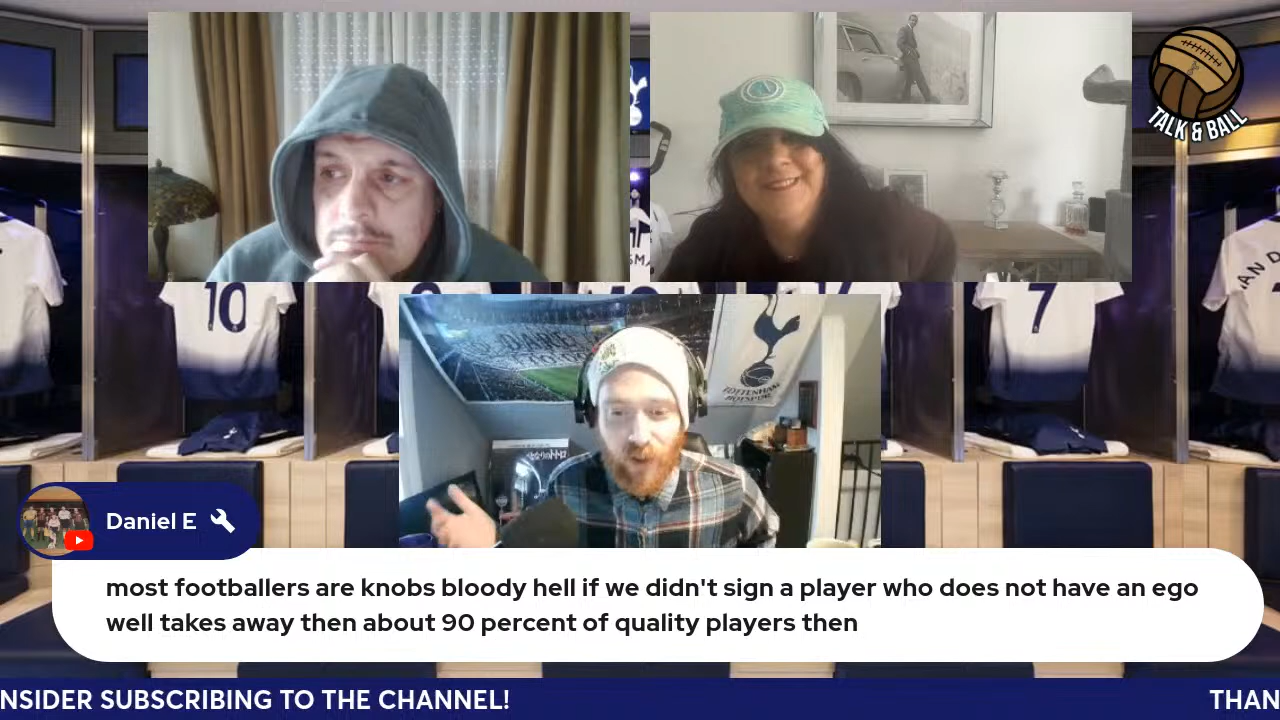 TALK & BALL
10
7
TOTTENHAM
HOTSPUR
Daniel E
most footballers are knobs bloody hell if we didn't sign a player who does not have an ego
well takes away then about 90 percent of quality players then
NSIDER SUBSCRIBING TO THE CHANNEL!
THAN